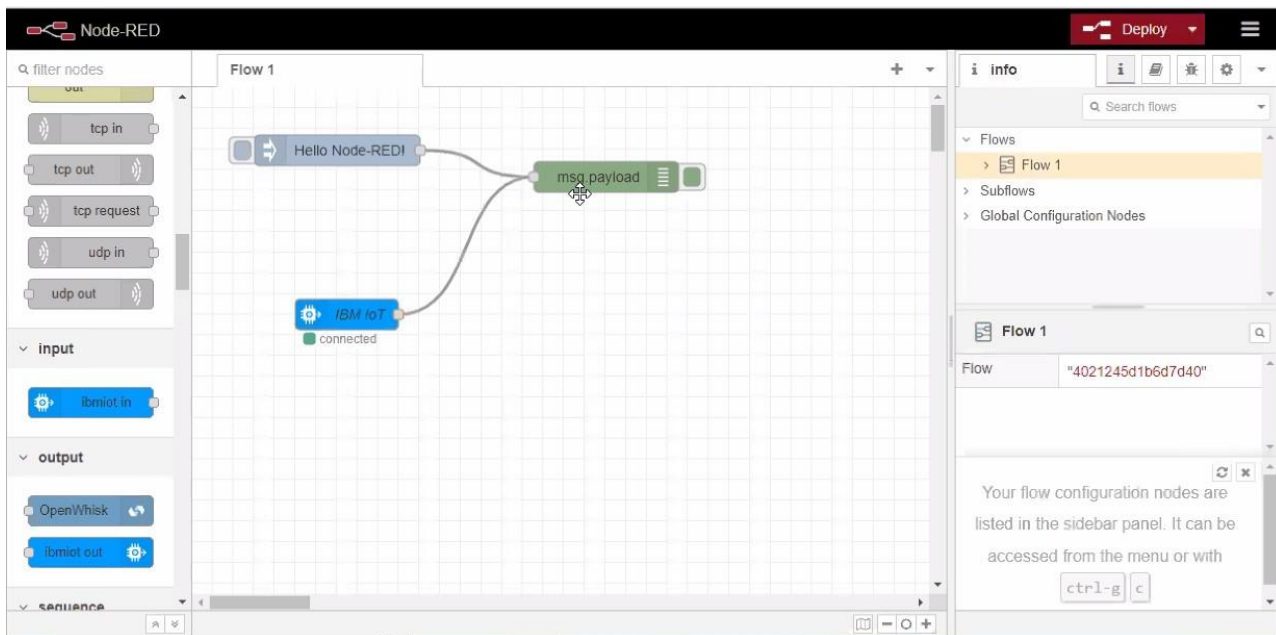 Node-RED
Deploy
filter nodes
out
tcp in
tcp out
tcp request
udp in
udp out
input
ibmiot in
output
OpenWhisk
ibmiot out
sequence
Flow 1
Hello Node-RED!
msg.payload
IBM IoT
connected
i info
i
Search flows
Flows
Flow 1
Subflows
Global Configuration Nodes
Flow 1
Flow "4021245d1b6d7d40"
Your flow configuration nodes are
listed in the sidebar panel. It can be
accessed from the menu or with
ctrl-g c